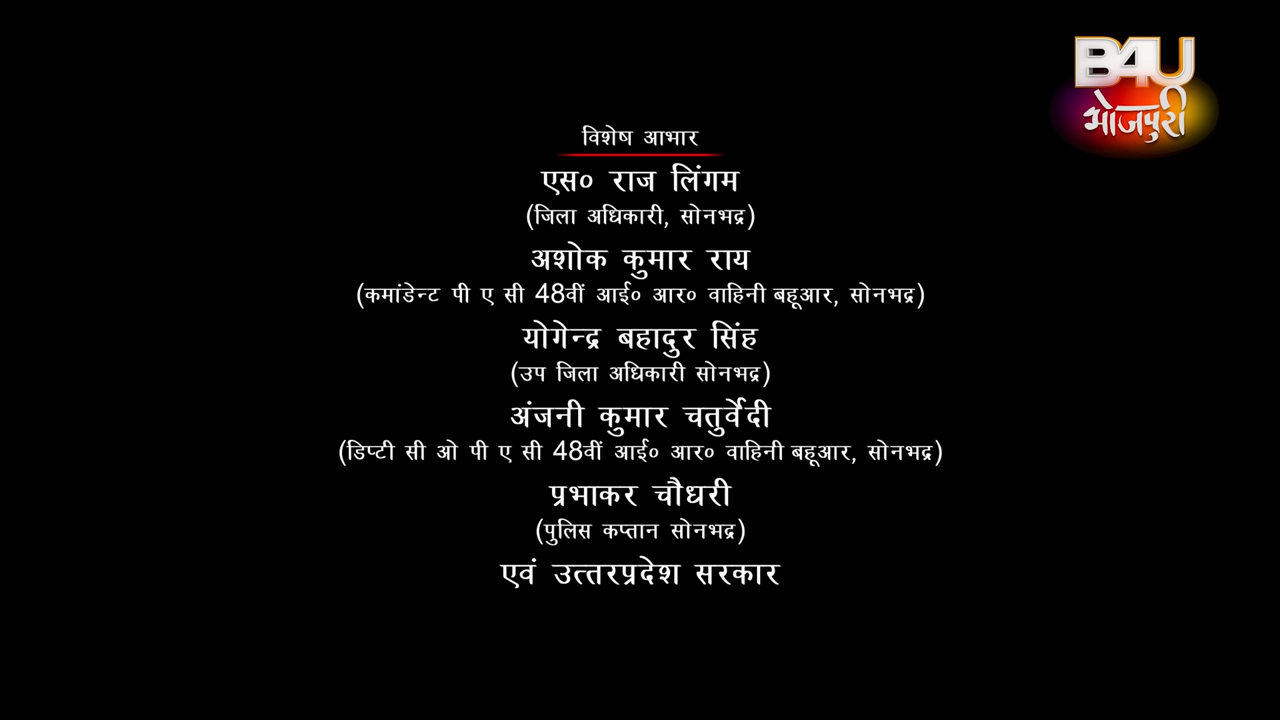 B4U
भोजपुरी
विशेष आभार
एस० राज लिंगम
(जिला अधिकारी, सोनभद्र)
अशोक कुमार राय
(कमांडेन्ट पी ए सी 48वीं आई० आर० वाहिनी बहूआर, सोनभद्र)
योगेन्द्र बहादुर सिंह
(उप जिला अधिकारी सोनभद्र)
अंजनी कुमार चतुर्वेदी
(डिप्टी सी ओ पी ए सी 48वीं आई० आर० वाहिनी बहूआर, सोनभद्र)
प्रभाकर चौधरी
(पुलिस कप्तान सोनभद्र)
एवं उत्तरप्रदेश सरकार